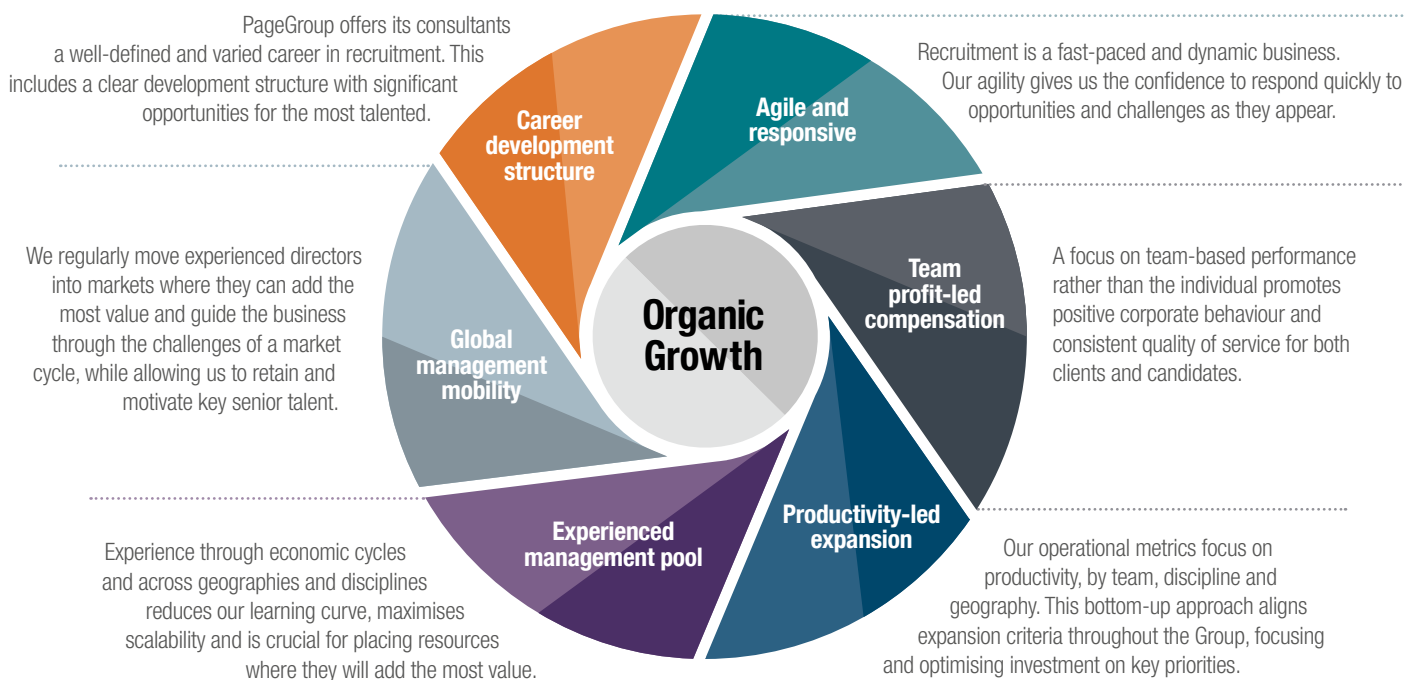 PageGroup offers its consultants
a well-defined and varied career in recruitment. This
includes a clear development structure with significant
opportunities for the most talented.
Career
development
structure
Agile and
responsive
Recruitment is a fast-paced and dynamic business.
Our agility gives us the confidence to respond quickly to
opportunities and challenges as they appear.
We regularly move experienced directors
into markets where they can add the
most value and guide the business
through the challenges of a market
cycle, while allowing us to retain and
motivate key senior talent.
Global
management
mobility
Organic
Growth
Team
profit-led
compensation
A focus on team-based performance
rather than the individual promotes
positive corporate behaviour and
consistent quality of service for both
clients and candidates.
Experience through economic cycles
and across geographies and disciplines
reduces our learning curve, maximises
scalability and is crucial for placing resources
where they will add the most value.
Experienced
management pool
Productivity-led
expansion
Our operational metrics focus on
productivity, by team, discipline and
geography. This bottom-up approach aligns
expansion criteria throughout the Group, focusing
and optimising investment on key priorities.